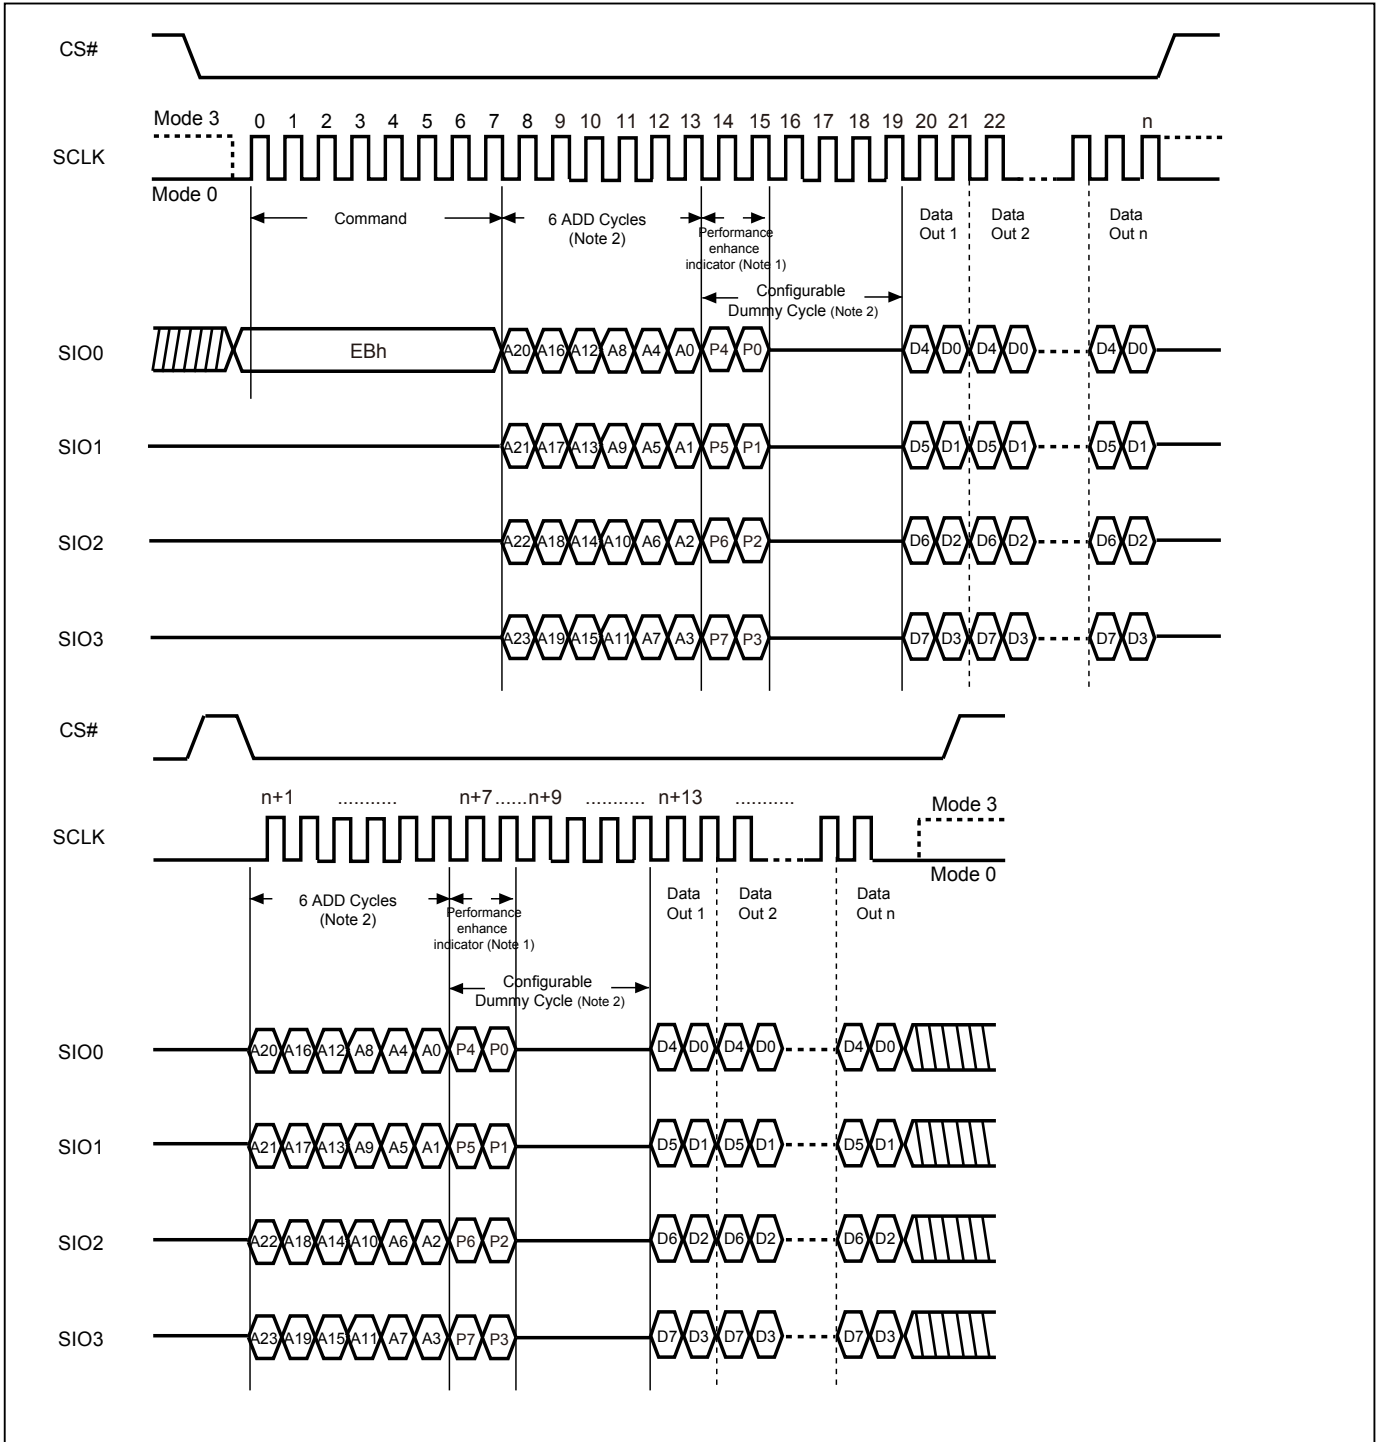 CS#
Mode 3
0 1 2 3 4 5 6 7 8 9 10 11 12 13 14 15 16 17 18 19 20 21 22 n
SCLK
Mode 0
Command
6 ADD Cycles
(Note 2)
Performance
enhance
indicator (Note 1)
Data
Out 1
Data
Out 2
Data
Out n
Configurable
Dummy Cycle (Note 2)
SIO0 EBh A20 A16 A12 A8 A4 A0 P4 P0 D4 D0 D4 D0 D4 D0
SIO1 A21 A17 A13 A9 A5 A1 P5 P1 D5 D1 D5 D1 D5 D1
SIO2 A22 A18 A14 A10 A6 A2 P6 P2 D6 D2 D6 D2 D6 D2
SIO3 A23 A19 A15 A11 A7 A3 P7 P3 D7 D3 D7 D3 D7 D3
CS#
n+1 ........... n+7......n+9 ........... n+13 ...........
Mode 3
SCLK
Mode 0
6 ADD Cycles
(Note 2)
Performance
enhance
indicator (Note 1)
Data
Out 1
Data
Out 2
Data
Out n
Configurable
Dummy Cycle (Note 2)
SIO0 A20 A16 A12 A8 A4 A0 P4 P0 D4 D0 D4 D0 D4 D0
SIO1 A21 A17 A13 A9 A5 A1 P5 P1 D5 D1 D5 D1 D5 D1
SIO2 A22 A18 A14 A10 A6 A2 P6 P2 D6 D2 D6 D2 D6 D2
SIO3 A23 A19 A15 A11 A7 A3 P7 P3 D7 D3 D7 D3 D7 D3